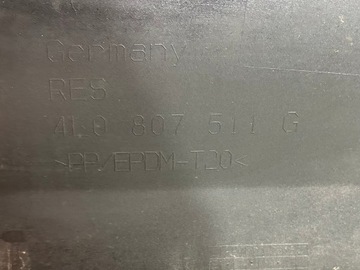 Germany
RES
4L0 807 511 G
>PP/EPDM-T20<